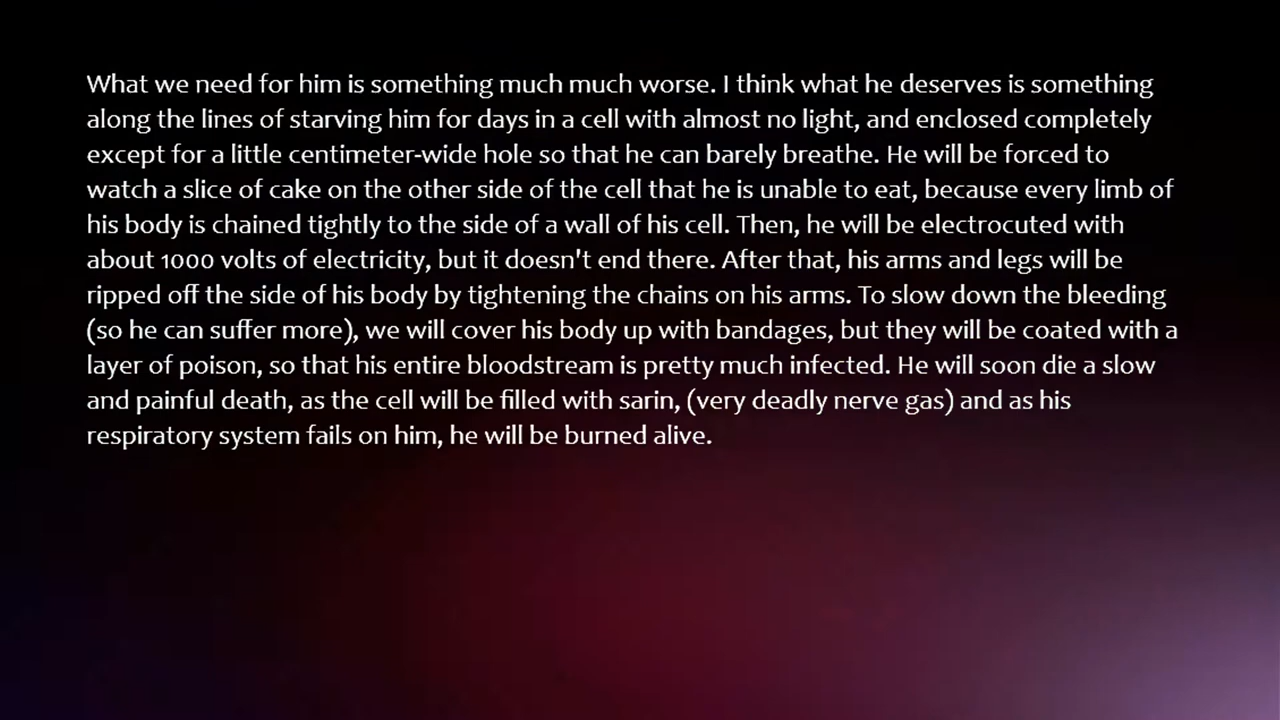 What we need for him is something much much worse. I think what he deserves is something
along the lines of starving him for days in a cell with almost no light, and enclosed completely
except for a little centimeter-wide hole so that he can barely breathe. He will be forced to
watch a slice of cake on the other side of the cell that he is unable to eat, because every limb of
his body is chained tightly to the side of a wall of his cell. Then, he will be electrocuted with
about 1000 volts of electricity, but it doesn't end there. After that, his arms and legs will be
ripped off the side of his body by tightening the chains on his arms. To slow down the bleeding
(so he can suffer more), we will cover his body up with bandages, but they will be coated with a
layer of poison, so that his entire bloodstream is pretty much infected. He will soon die a slow
and painful death, as the cell will be filled with sarin, (very deadly nerve gas) and as his
respiratory system fails on him, he will be burned alive.